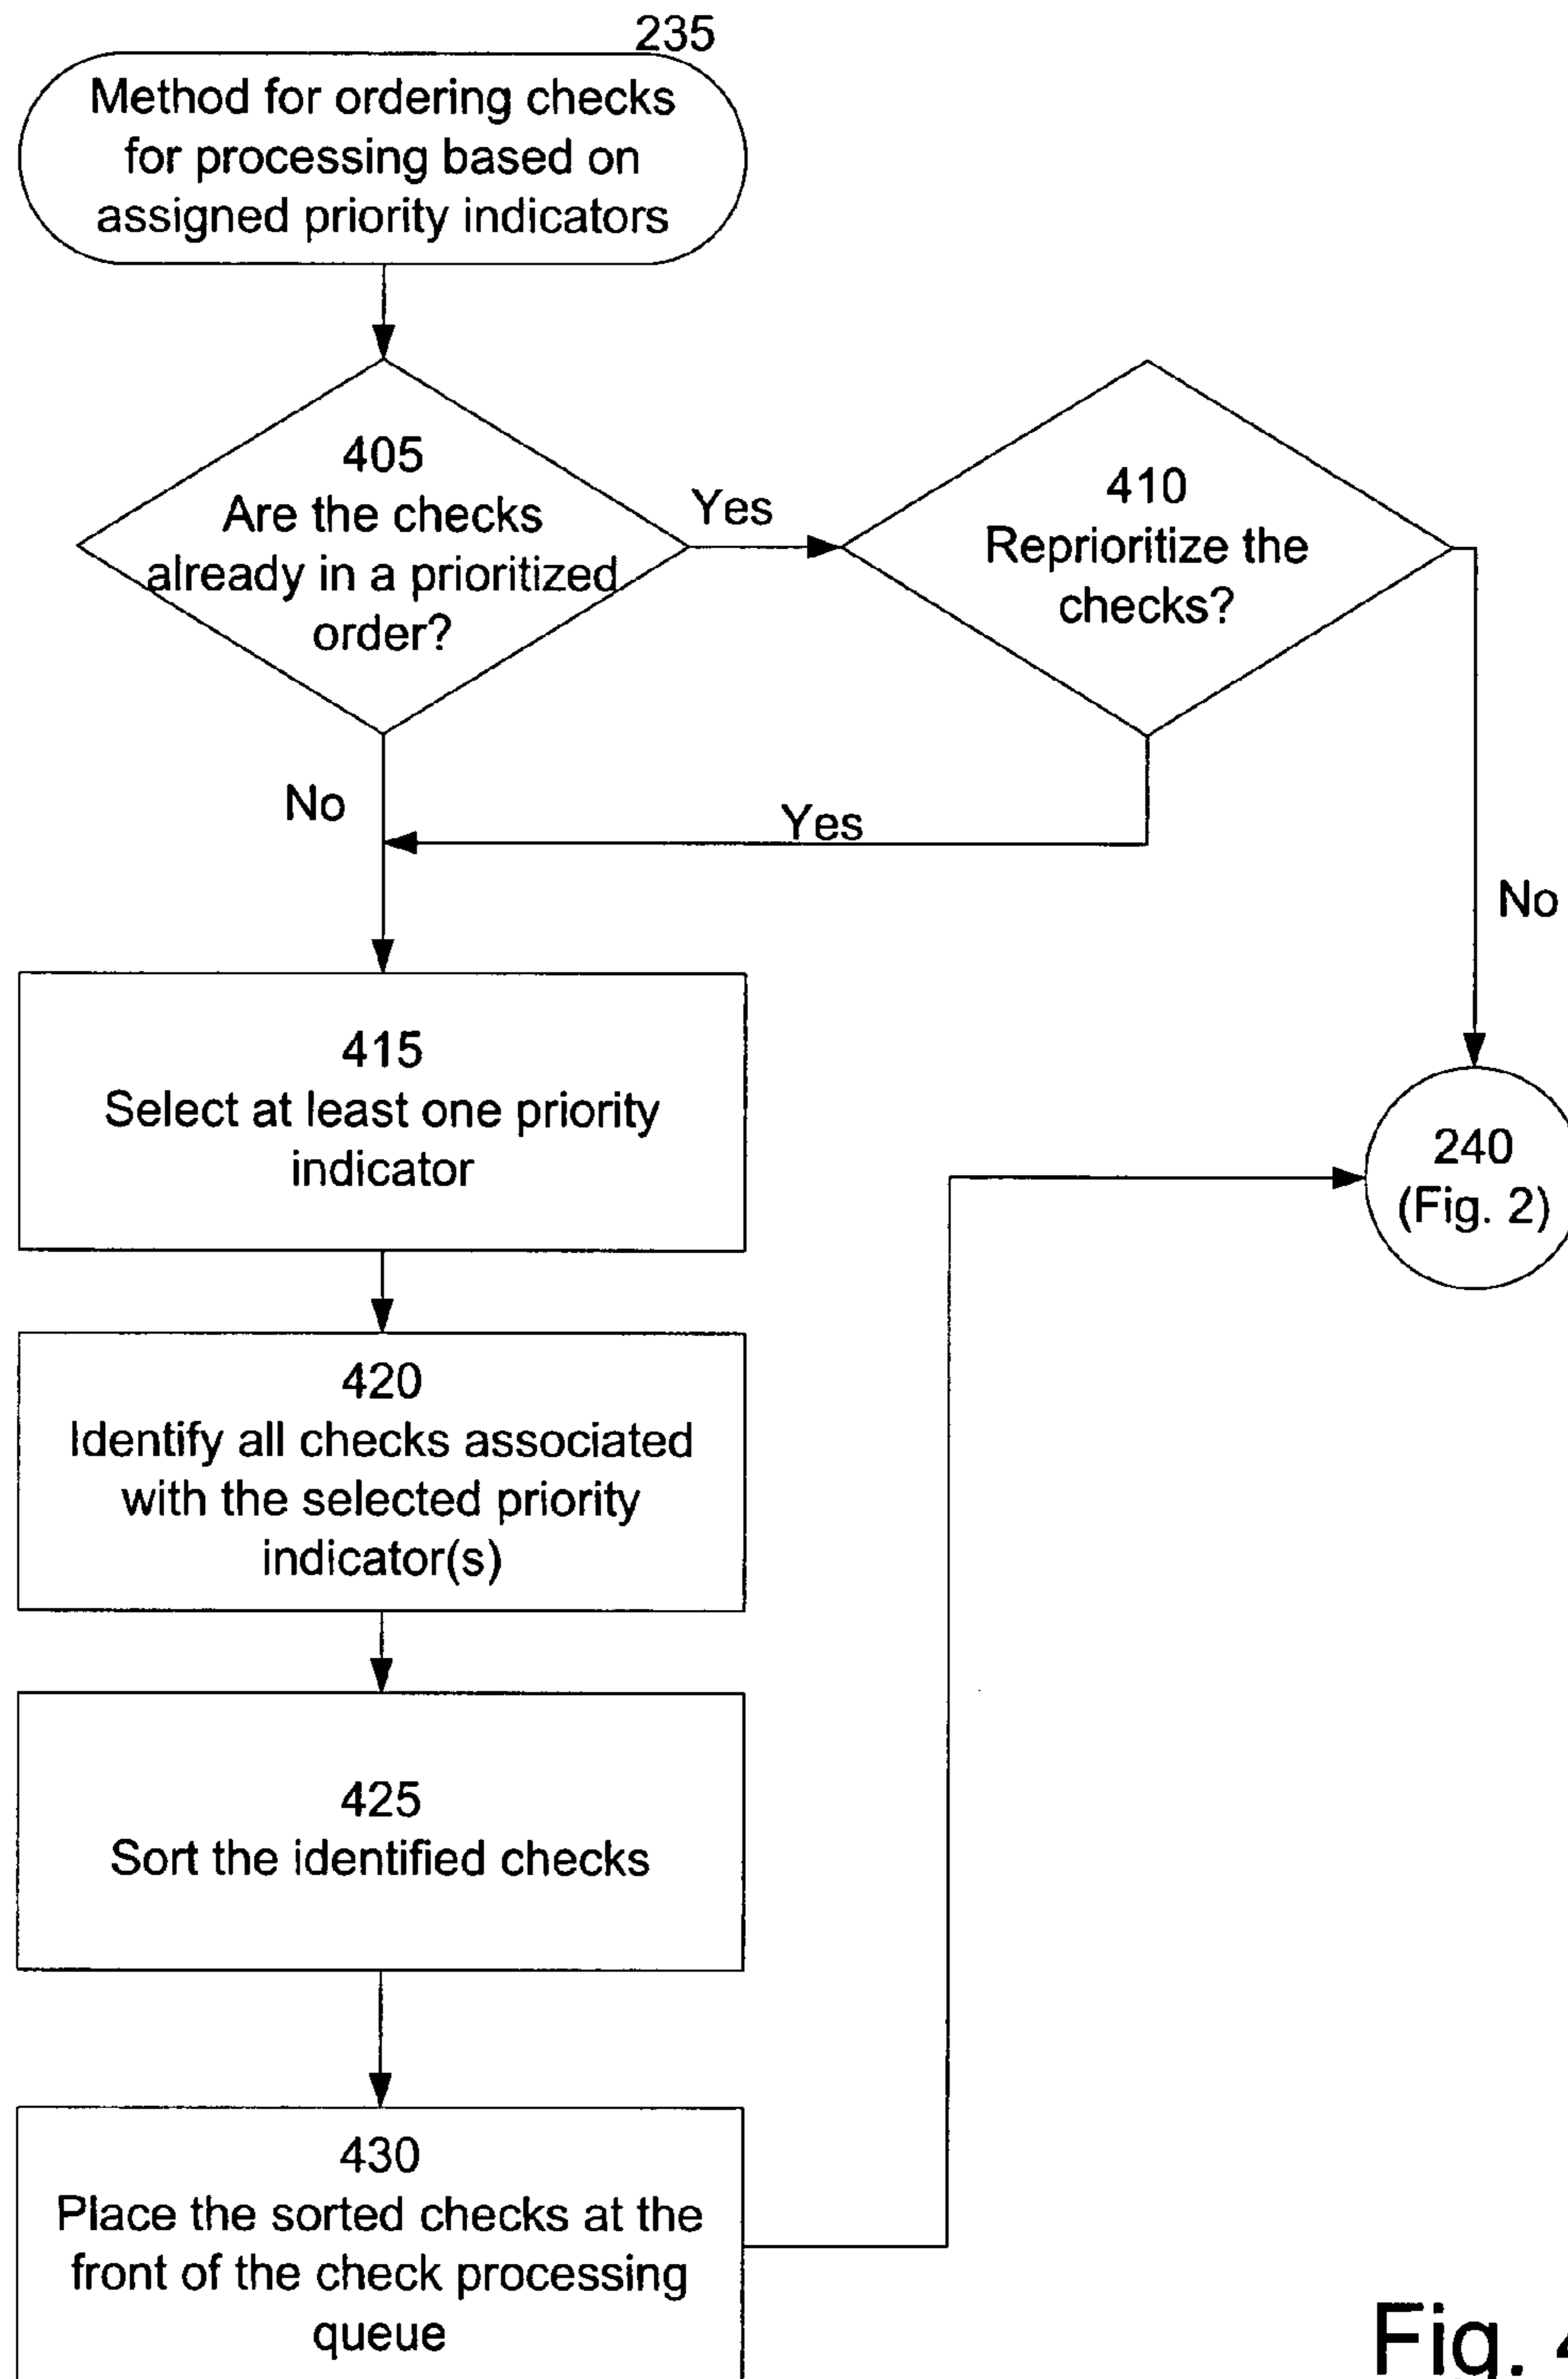 235
Method for ordering checks
for processing based on
assigned priority indicators
405
Are the checks
already in a prioritized
order?
Yes
410
Reprioritize the
checks?
No
Yes
No
415
Select at least one priority
indicator
240
(Fig. 2)
420
Identify all checks associated
with the selected priority
indicator(s)
425
Sort the identified checks
430
Place the sorted checks at the
front of the check processing
queue
Fig. 4